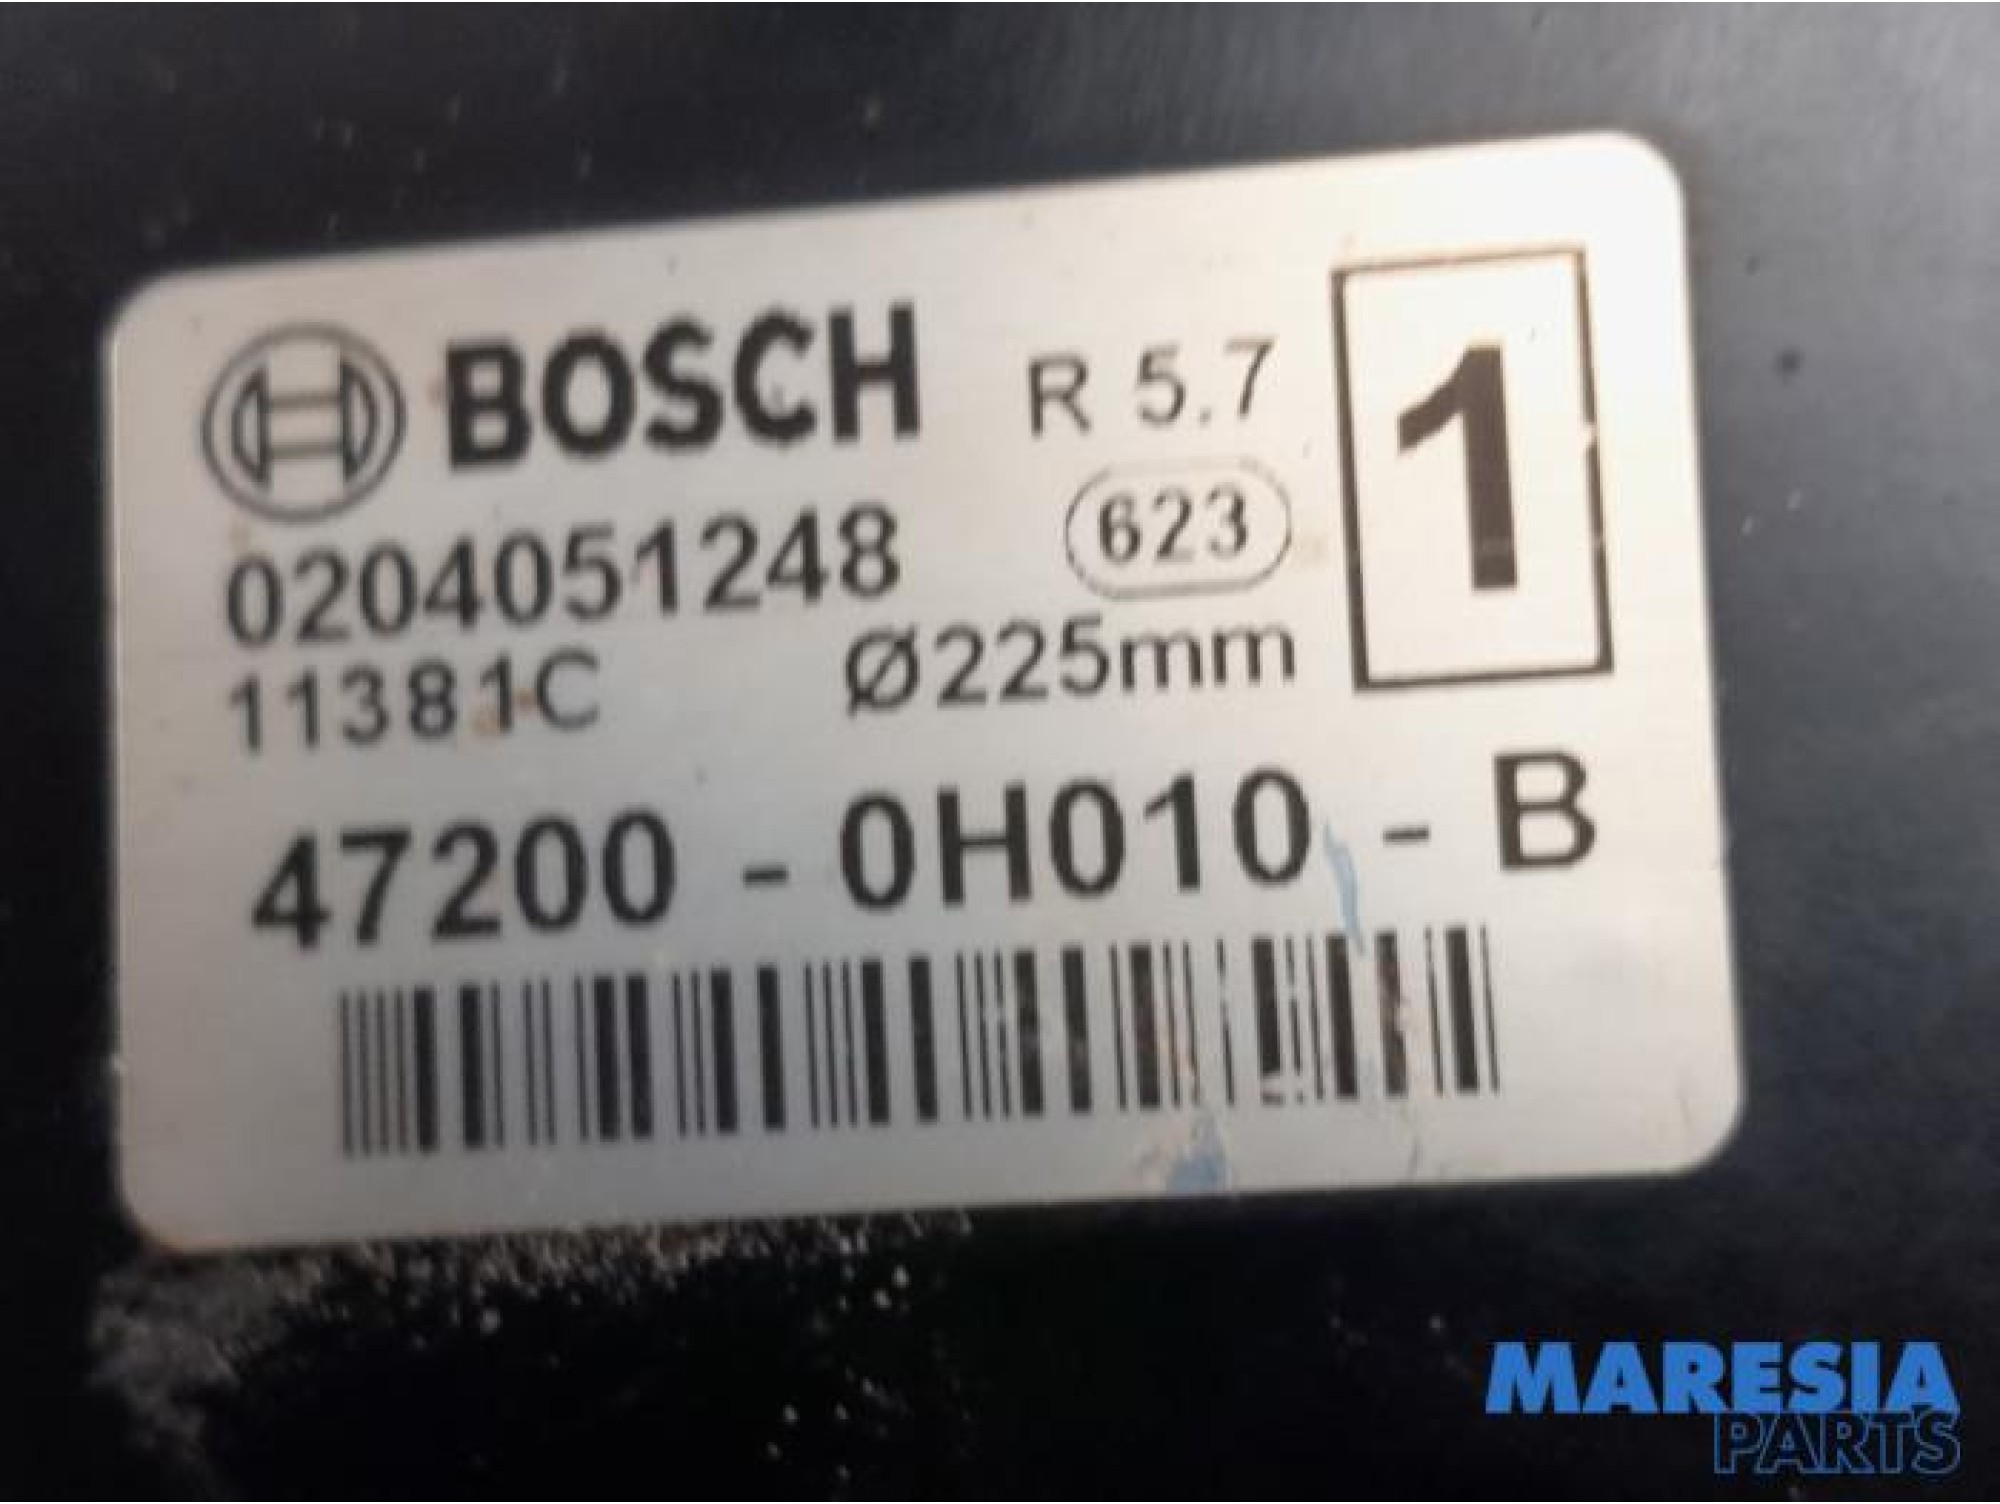 BOSCH R 5.7 1
0204051248 623
11381C Ø225mm
47200 - 0H010 - B
MARESIA
PARTS